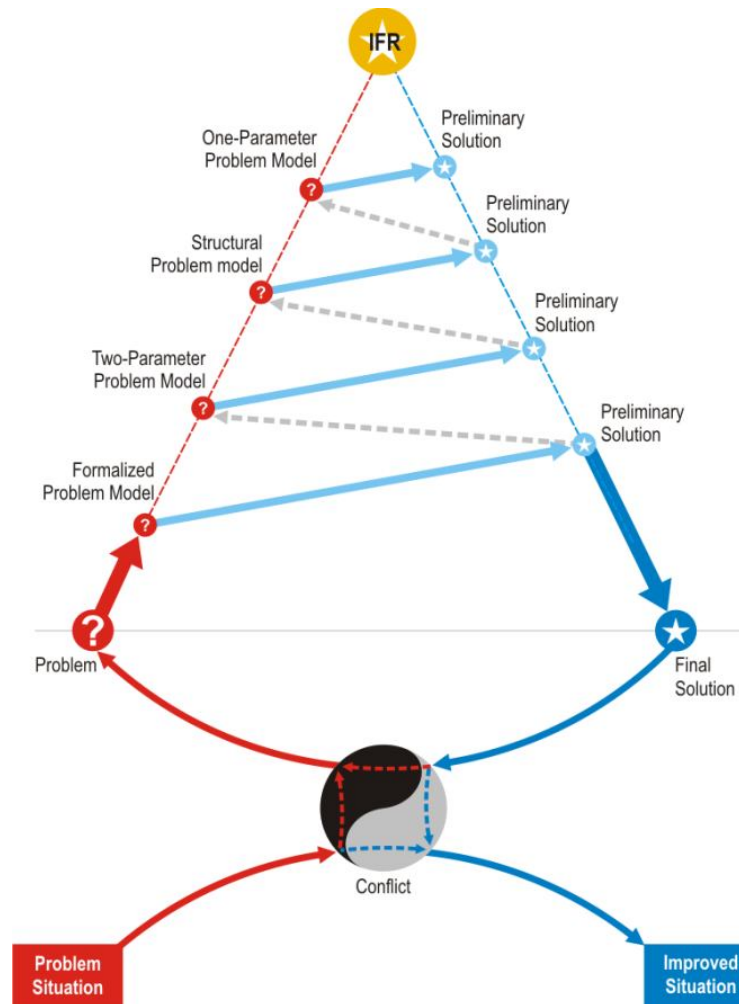 IFR
One-Parameter
Problem Model
?
Preliminary
Solution
Structural
Problem model
?
Preliminary
Solution
Two-Parameter
Problem Model
?
Preliminary
Solution
Formalized
Problem Model
?
Preliminary
Solution
?
Problem
Final
Solution
Conflict
Problem
Situation
Improved
Situation